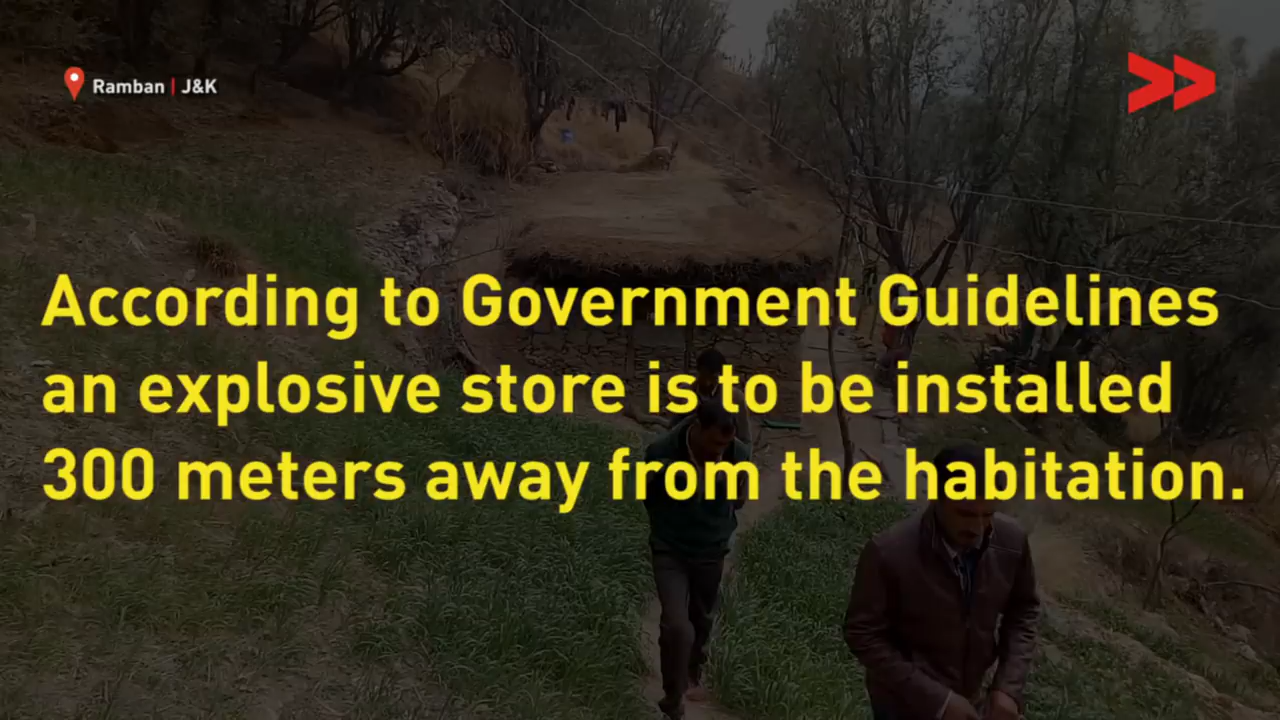 Ramban | J&K
According to Government Guidelines
an explosive store is to be installed
300 meters away from the habitation.